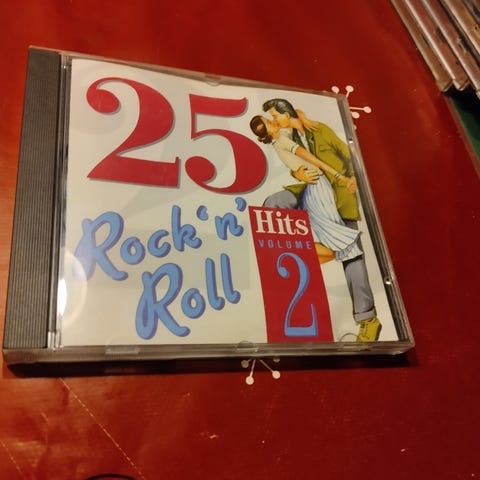 25
Rock 'n'
Roll
Hits
VOLUME
2